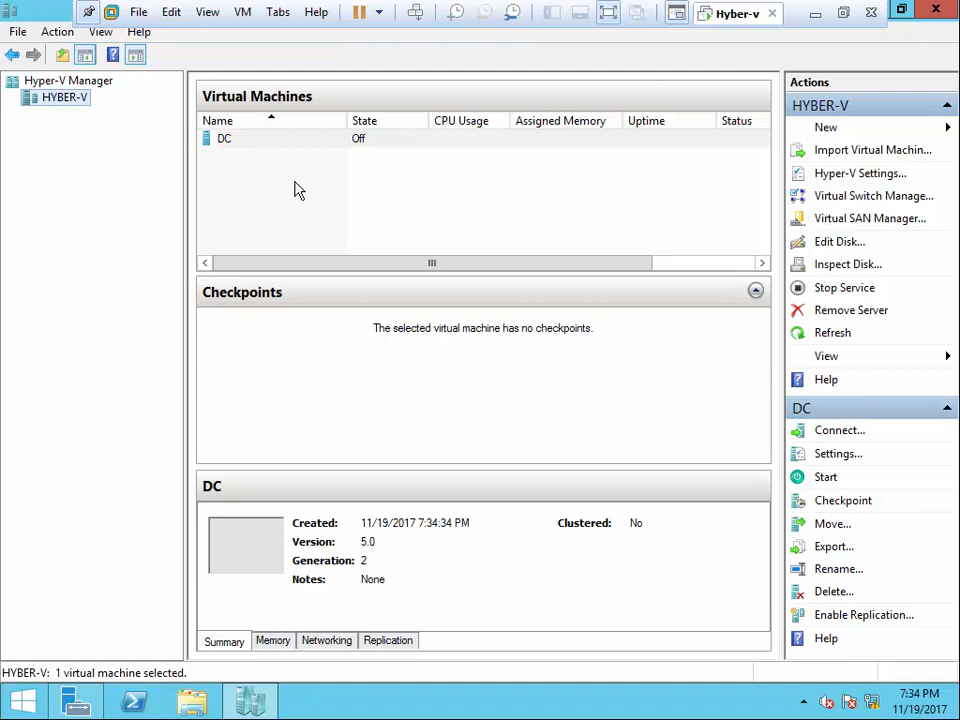 File Edit View VM Tabs Help Hyber-v
File Action View Help
Hyper-V Manager
HYBER-V
Virtual Machines
Name State CPU Usage Assigned Memory Uptime Status
DC Off
Checkpoints
The selected virtual machine has no checkpoints.
DC
Created: 11/19/2017 7:34:34 PM Clustered: No
Version: 5.0
Generation: 2
Notes: None
Summary Memory Networking Replication
Actions
HYBER-V
New
Import Virtual Machin...
Hyper-V Settings...
Virtual Switch Manage...
Virtual SAN Manager...
Edit Disk...
Inspect Disk...
Stop Service
Remove Server
Refresh
View
Help
DC
Connect...
Settings...
Start
Checkpoint
Move...
Export...
Rename...
Delete...
Enable Replication...
Help
HYBER-V: 1 virtual machine selected.
7:34 PM
11/19/2017